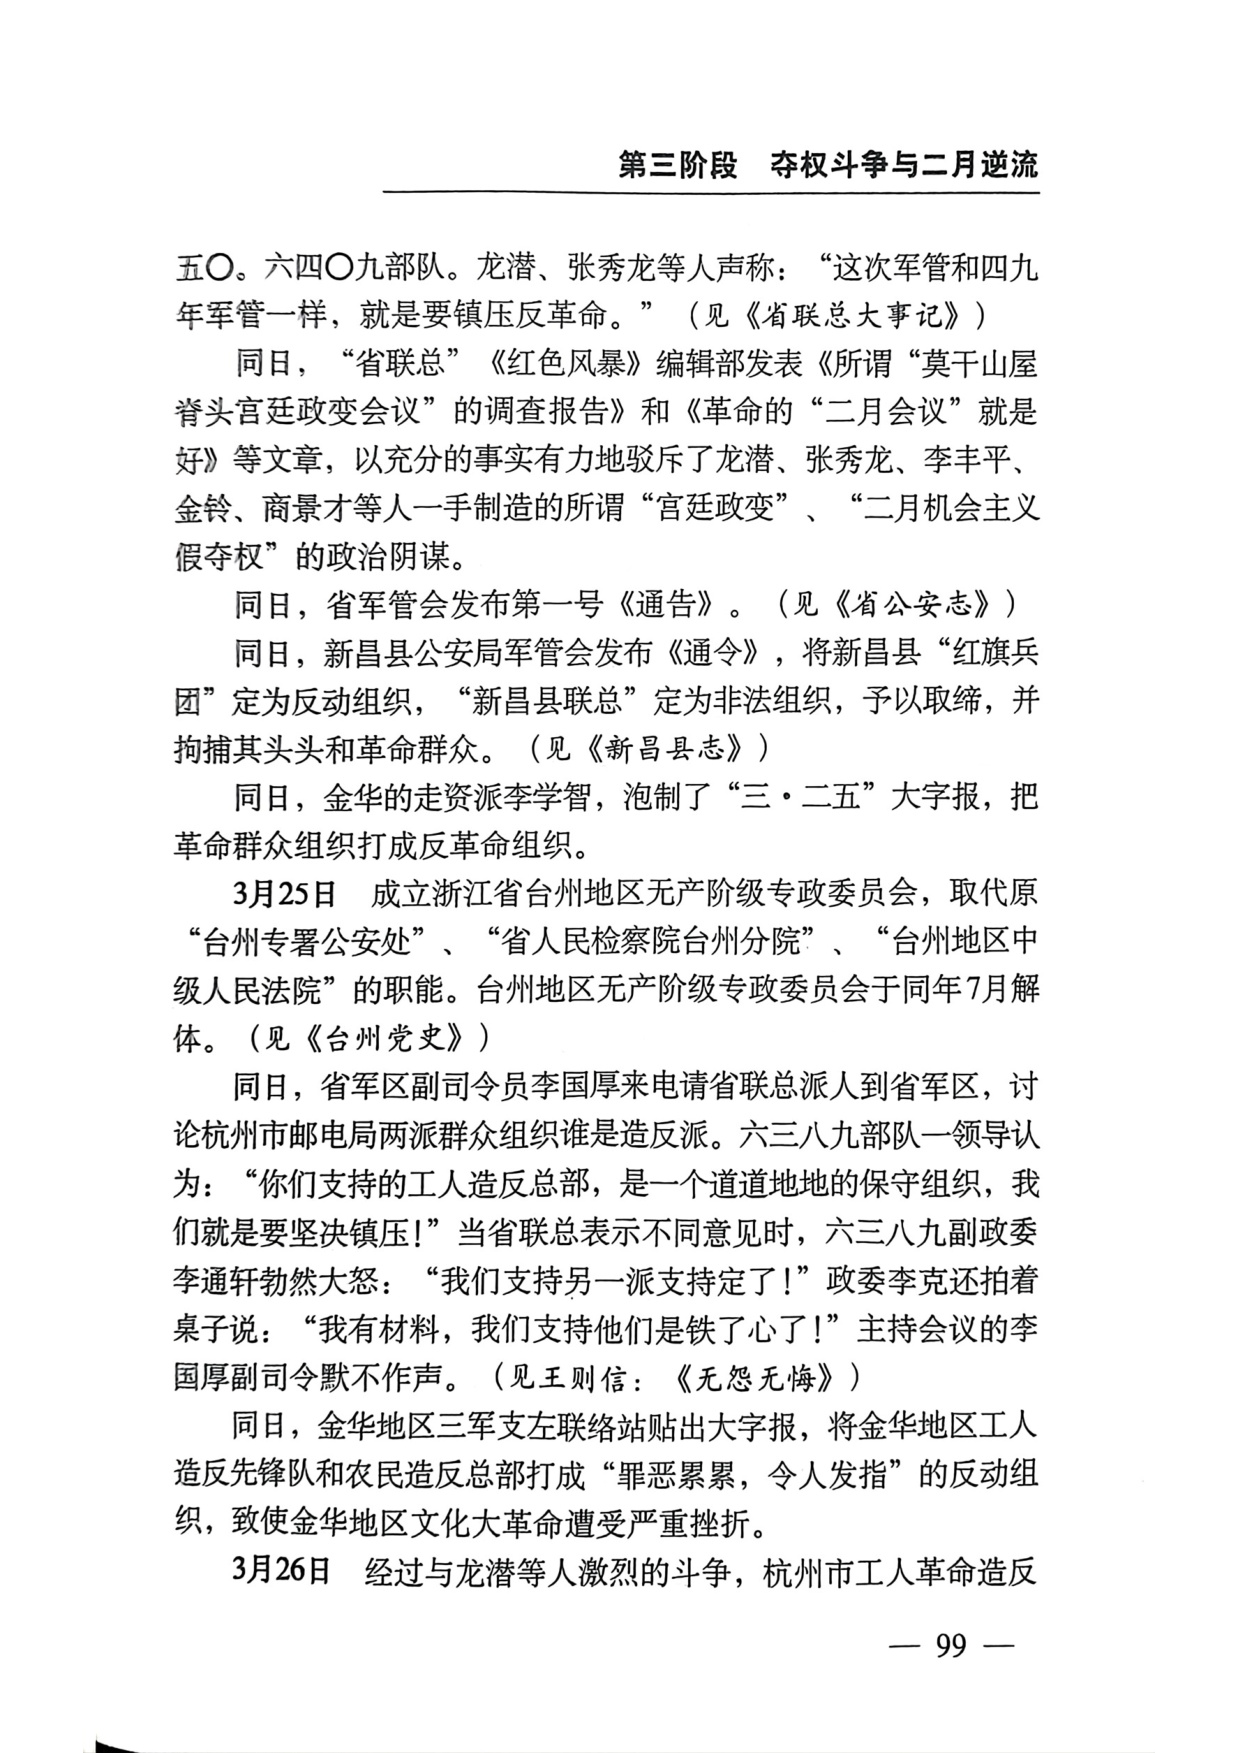 第三阶段　夺权斗争与二月逆流
五〇。六四〇九部队。龙潜、张秀龙等人声称：“这次军管和四九
年军管一样，就是要镇压反革命。”（见《省联总大事记》）
同日，“省联总”《红色风暴》编辑部发表《所谓“莫干山屋
脊头宫廷政变会议”的调查报告》和《革命的“二月会议”就是
好》等文章，以充分的事实有力地驳斥了龙潜、张秀龙、李丰平、
金铃、商景才等人一手制造的所谓“宫廷政变”、“二月机会主义
假夺权”的政治阴谋。
同日，省军管会发布第一号《通告》。（见《省公安志》）
同日，新昌县公安局军管会发布《通令》，将新昌县“红旗兵
团”定为反动组织，“新昌县联总”定为非法组织，予以取缔，并
拘捕其头头和革命群众。（见《新昌县志》）
同日，金华的走资派李学智，泡制了“三·二五”大字报，把
革命群众组织打成反革命组织。
3月25日　成立浙江省台州地区无产阶级专政委员会，取代原
“台州专署公安处”、“省人民检察院台州分院”、“台州地区中
级人民法院”的职能。台州地区无产阶级专政委员会于同年7月解
体。（见《台州党史》）
同日，省军区副司令员李国厚来电请省联总派人到省军区，讨
论杭州市邮电局两派群众组织谁是造反派。六三八九部队一领导认
为：“你们支持的工人造反总部，是一个道道地地的保守组织，我
们就是要坚决镇压！”当省联总表示不同意见时，六三八九副政委
李通轩勃然大怒：“我们支持另一派支持定了！”政委李克还拍着
桌子说：“我有材料，我们支持他们是铁了心了！”主持会议的李
国厚副司令默不作声。（见王则信：《无怨无悔》）
同日，金华地区三军支左联络站贴出大字报，将金华地区工人
造反先锋队和农民造反总部打成“罪恶累累，令人发指”的反动组
织，致使金华地区文化大革命遭受严重挫折。
3月26日　经过与龙潜等人激烈的斗争，杭州市工人革命造反
— 99 —